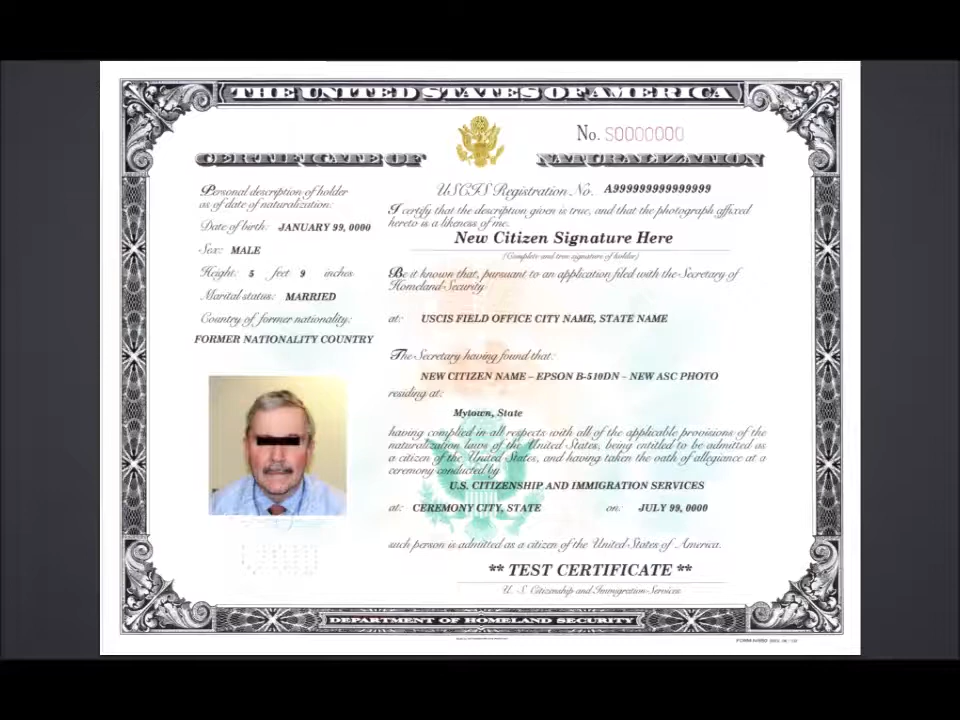 THE UNITED STATES OF AMERICA
No. S0000000
CERTIFICATE OF NATURALIZATION
Personal description of holder
as of date of naturalization:
Date of birth: JANUARY 99, 0000
Sex: MALE
Height: 5 feet 9 inches
Marital status: MARRIED
Country of former nationality:
FORMER NATIONALITY COUNTRY
USCIS Registration No. A999999999999999
I certify that the description given is true, and that the photograph affixed
hereto is a likeness of me.
New Citizen Signature Here
(Complete and true signature of holder)
Be it known that, pursuant to an application filed with the Secretary of
Homeland Security
at: USCIS FIELD OFFICE CITY NAME, STATE NAME
The Secretary having found that:
NEW CITIZEN NAME – EPSON B-510DN – NEW ASC PHOTO
residing at:
Mytown, State
having complied in all respects with all of the applicable provisions of the
naturalization laws of the United States, being entitled to be admitted as
a citizen of the United States, and having taken the oath of allegiance at a
ceremony conducted by
U.S. CITIZENSHIP AND IMMIGRATION SERVICES
at: CEREMONY CITY, STATE on: JULY 99, 0000
such person is admitted as a citizen of the United States of America.
** TEST CERTIFICATE **
U. S. Citizenship and Immigration Services
DEPARTMENT OF HOMELAND SECURITY